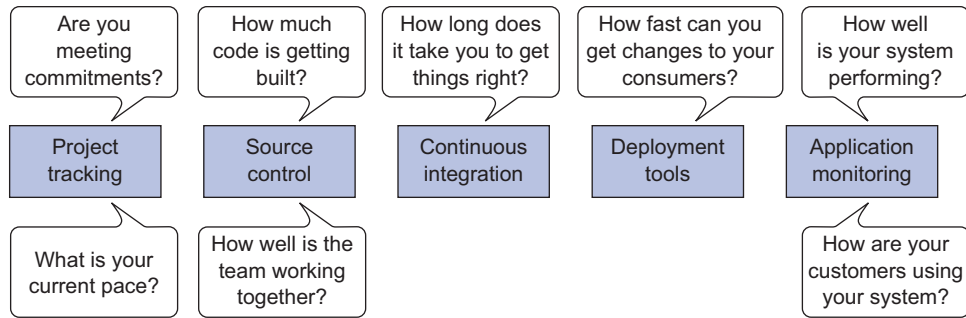 Are you
meeting
commitments?
How much
code is getting
built?
How long does
it take you to get
things right?
How fast can you
get changes to your
consumers?
How well
is your system
performing?
Project
tracking
Source
control
Continuous
integration
Deployment
tools
Application
monitoring
What is your
current pace?
How well is the
team working
together?
How are your
customers using
your system?